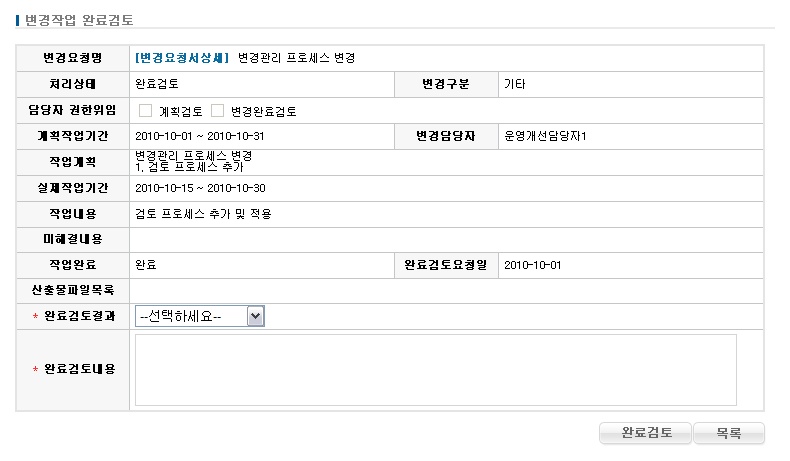 변경작업 완료검토
변경요청명 [변경요청서상세] 변경관리 프로세스 변경
처리상태 완료검토 변경구분 기타
담당자 권한위임 계획검토 변경완료검토
계획작업기간 2010-10-01 ~ 2010-10-31 변경담당자 운영개선담당자1
작업계획 변경관리 프로세스 변경
1. 검토 프로세스 추가
실제작업기간 2010-10-15 ~ 2010-10-30
작업내용 검토 프로세스 추가 및 적용
미해결내용
작업완료 완료 완료검토요청일 2010-10-01
산출물파일목록
* 완료검토결과 --선택하세요--
* 완료검토내용
완료검토 목록